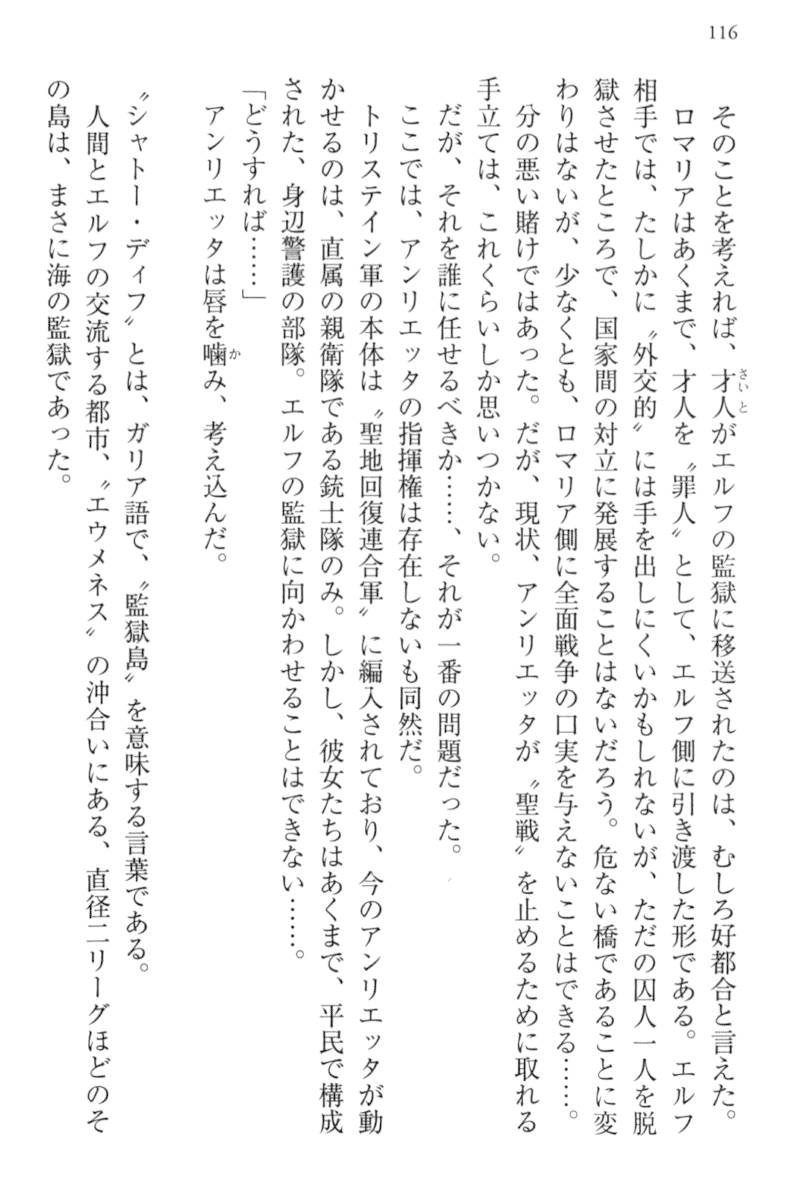 116
そのことを考えれば、才人がエルフの監獄に移送されたのは、むしろ好都合と言えた。
ロマリアはあくまで、才人を〝罪人〟として、エルフ側に引き渡した形である。エルフ
相手では、たしかに〝外交的〟には手を出しにくいかもしれないが、ただの囚人一人を脱
獄させたところで、国家間の対立に発展することはないだろう。危ない橋であることに変
わりはないが、少なくとも、ロマリア側に全面戦争の口実を与えないことはできる……。
分の悪い賭けではあった。だが、現状、アンリエッタが〝聖戦〟を止めるために取れる
手立ては、これくらいしか思いつかない。
だが、それを誰に任せるべきか……、それが一番の問題だった。
ここでは、アンリエッタの指揮権は存在しないも同然だ。
トリステイン軍の本体は〝聖地回復連合軍〟に編入されており、今のアンリエッタが動
かせるのは、直属の親衛隊である銃士隊のみ。しかし、彼女たちはあくまで、平民で構成
された、身辺警護の部隊。エルフの監獄に向かわせることはできない……。
「どうすれば……」
アンリエッタは唇を噛み、考え込んだ。
〝シャトー・ディフ〟とは、ガリア語で、〝監獄島〟を意味する言葉である。
人間とエルフの交流する都市、〝エウメネス〟の沖合いにある、直径二リーグほどのそ
の島は、まさに海の監獄であった。